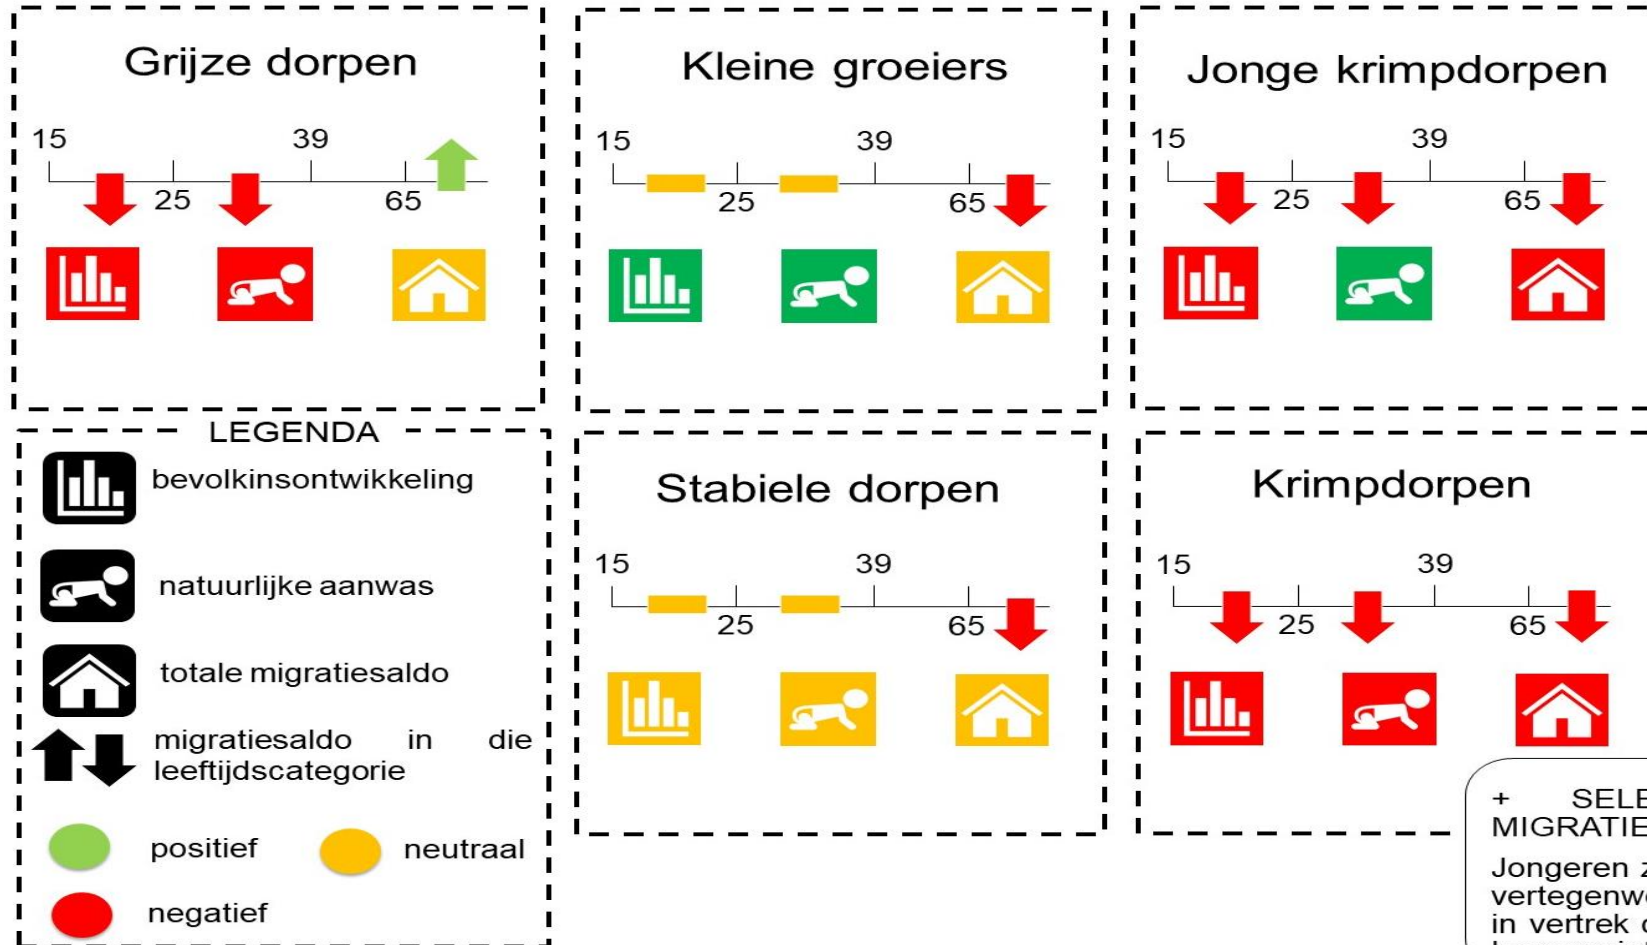 Grijze dorpen
15
39
25
65
Kleine groeiers
15
39
25
65
Jonge krimpdorpen
15
39
25
65
LEGENDA
bevolkinsontwikkeling
natuurlijke aanwas
totale migratiesaldo
migratiesaldo in die
leeftijdscategorie
positief
neutraal
negatief
Stabiele dorpen
15
39
25
65
Krimpdorpen
15
39
25
65
+ SELE
MIGRATIE
Jongeren z
vertegenwo
in vertrek